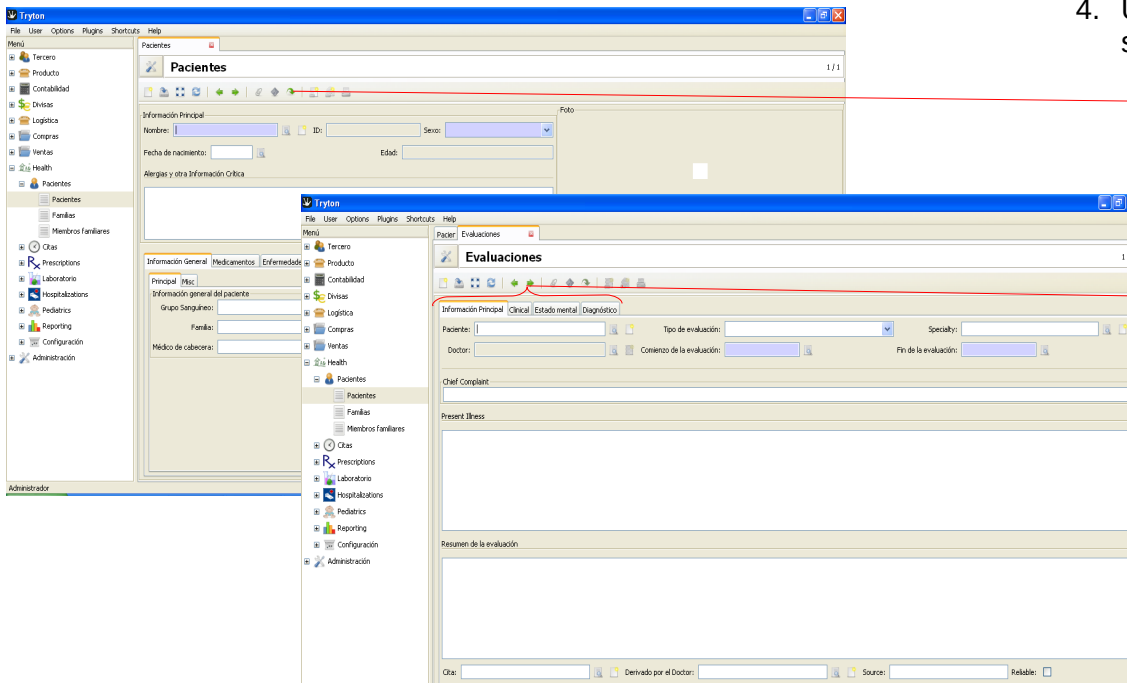 4. U
s
Tryton
File User Options Plugins Shortcuts Help
Menú
Tercero
Producto
Contabilidad
Divisas
Logística
Compras
Ventas
Health
Pacientes
Pacientes
Familias
Miembros familiares
Citas
Prescriptions
Laboratorio
Hospitalizations
Pediatrics
Reporting
Configuración
Administración
Administrador
Pacientes
Pacientes 1 / 1
Información Principal
Foto
Nombre: ID: Sexo:
Fecha de nacimiento: Edad:
Alergias y otra Información Crítica
Información General Medicamentos Enfermedade
Principal Misc
Información general del paciente
Grupo Sanguineo:
Familia:
Médico de cabecera:
Tryton
File User Options Plugins Shortcuts Help
Menú
Tercero
Producto
Contabilidad
Divisas
Logística
Compras
Ventas
Health
Pacientes
Pacientes
Familias
Miembros familiares
Citas
Prescriptions
Laboratorio
Hospitalizations
Pediatrics
Reporting
Configuración
Administración
Pacier Evaluaciones
Evaluaciones 1
Información Principal Clinical Estado mental Diagnóstico
Paciente: Tipo de evaluación: Specialty:
Doctor: Comienzo de la evaluación: Fin de la evaluación:
Chief Complaint
Present Illness
Resumen de la evaluación
Cita: Derivado por el Doctor: Source: Reliable: